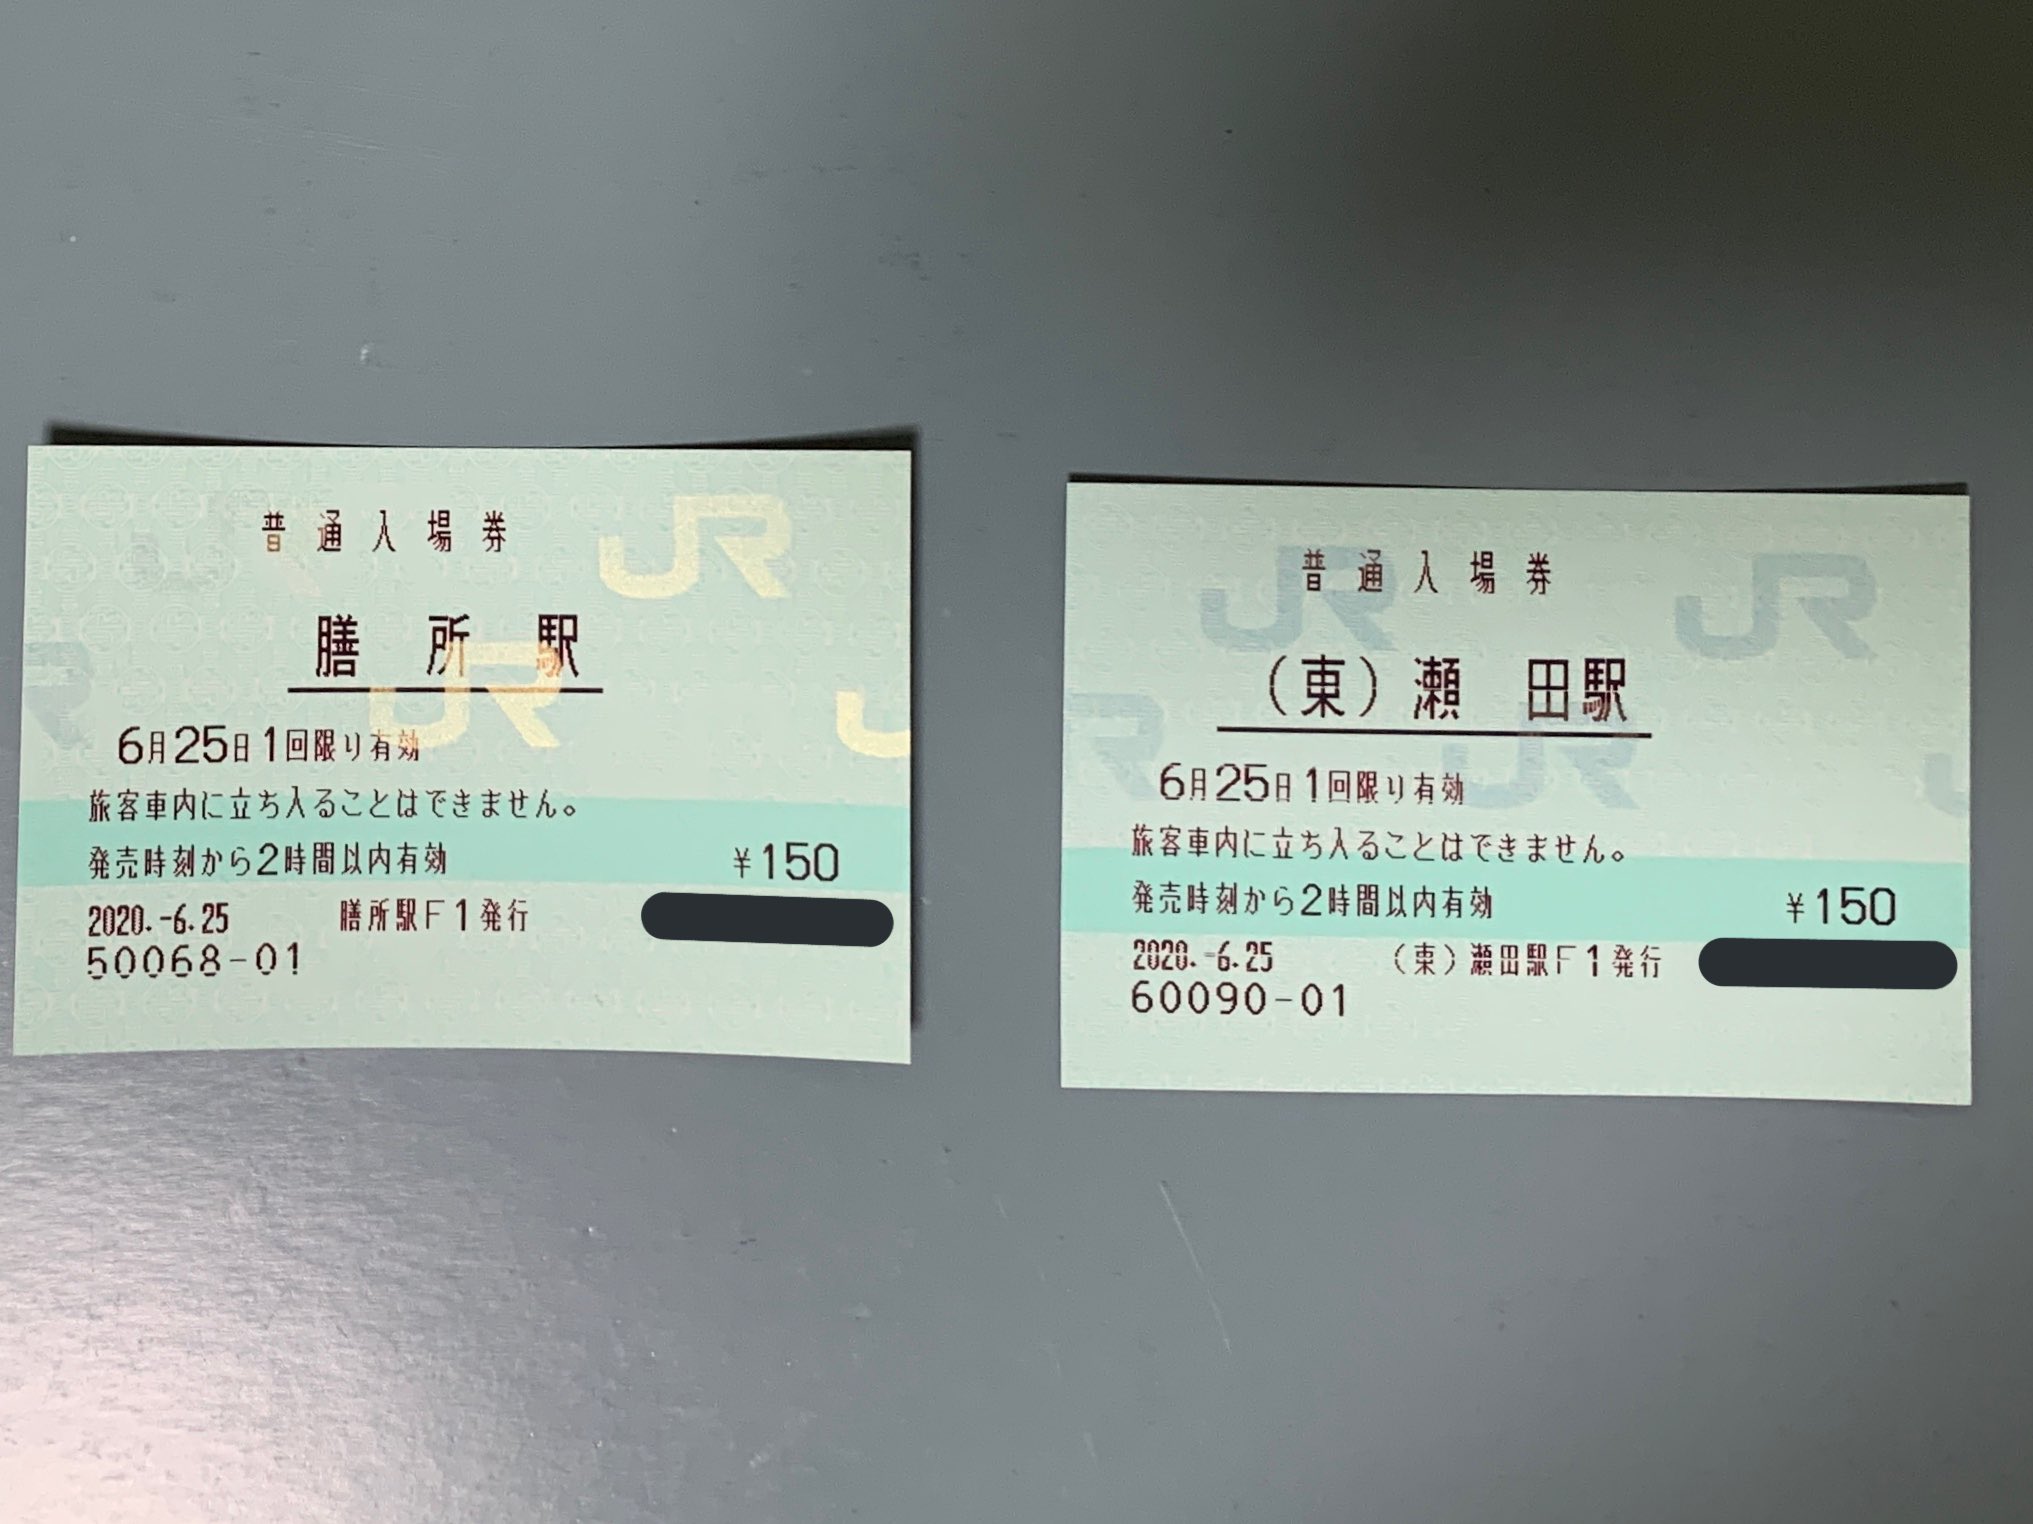 普通入場券
膳所駅
6月25日1回限り有効
旅客車内に立ち入ることはできません。
発売時刻から2時間以内有効 ¥150
2020.-6.25 膳所駅F1発行
50068-01
普通入場券
(東)瀬田駅
6月25日1回限り有効
旅客車内に立ち入ることはできません。
発売時刻から2時間以内有効 ¥150
2020.-6.25 (東)瀬田駅F1発行
60090-01